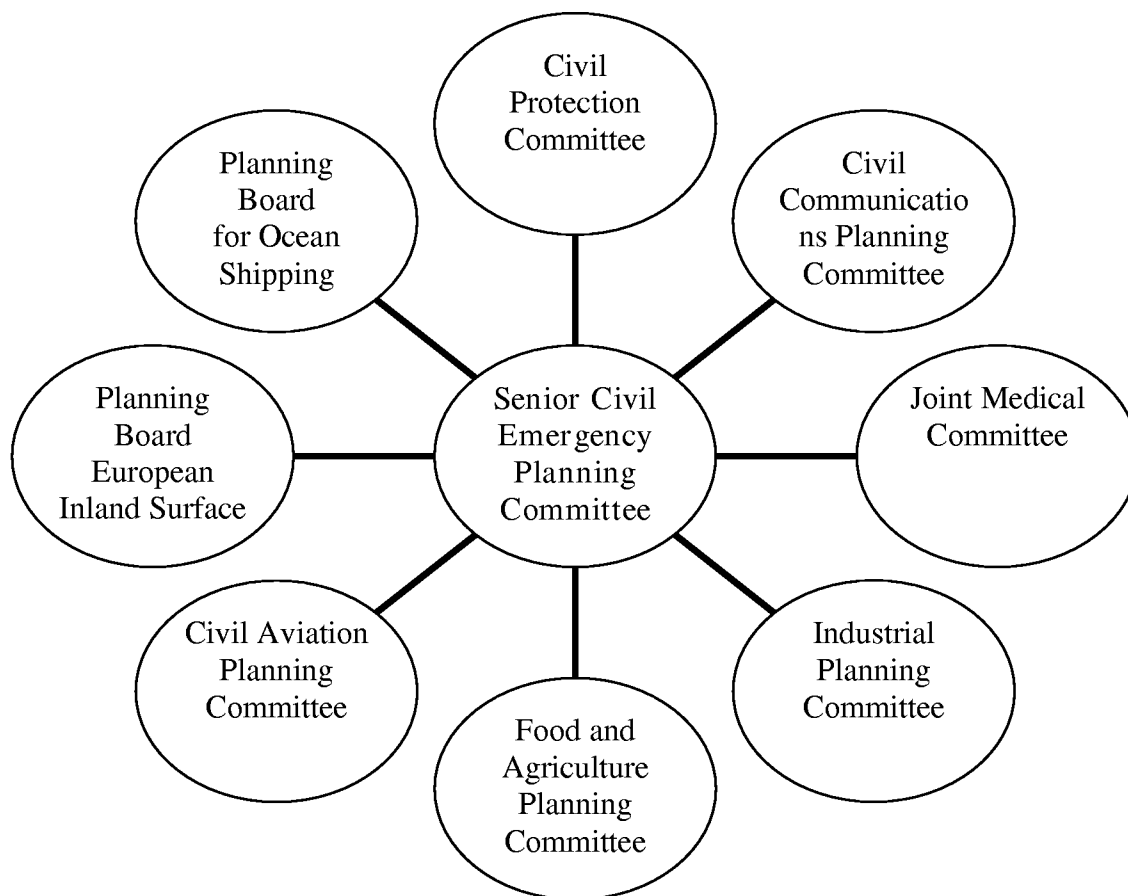 Civil
Protection
Committee
Planning
Board
for Ocean
Shipping
Civil
Communicatio
ns Planning
Committee
Planning
Board
European
Inland Surface
Senior Civil
Emergency
Planning
Committee
Joint Medical
Committee
Civil Aviation
Planning
Committee
Industrial
Planning
Committee
Food and
Agriculture
Planning
Committee